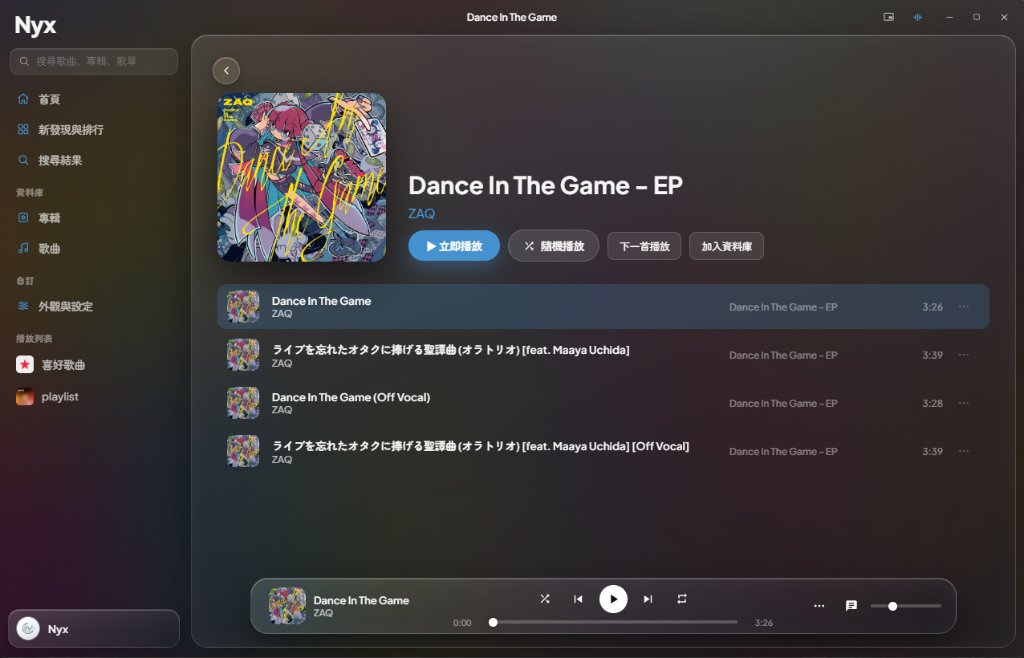 Nyx
Dance In The Game
搜尋歌曲、專輯、歌單
首頁
新發現與排行
搜尋結果
資料庫
專輯
歌曲
自訂
外觀與設定
播放列表
喜好歌曲
playlist
Nyx
ZAQ
Dance In The Game
Dance In The Game – EP
ZAQ
立即播放
隨機播放
下一首播放
加入資料庫
Dance In The Game
ZAQ
Dance In The Game – EP
3:26
ライブを忘れたオタクに捧げる聖譚曲 (オラトリオ) [feat. Maaya Uchida]
ZAQ
Dance In The Game – EP
3:39
Dance In The Game (Off Vocal)
ZAQ
Dance In The Game – EP
3:28
ライブを忘れたオタクに捧げる聖譚曲 (オラトリオ) [feat. Maaya Uchida] [Off Vocal]
ZAQ
Dance In The Game – EP
3:39
Dance In The Game
ZAQ
0:00
3:26